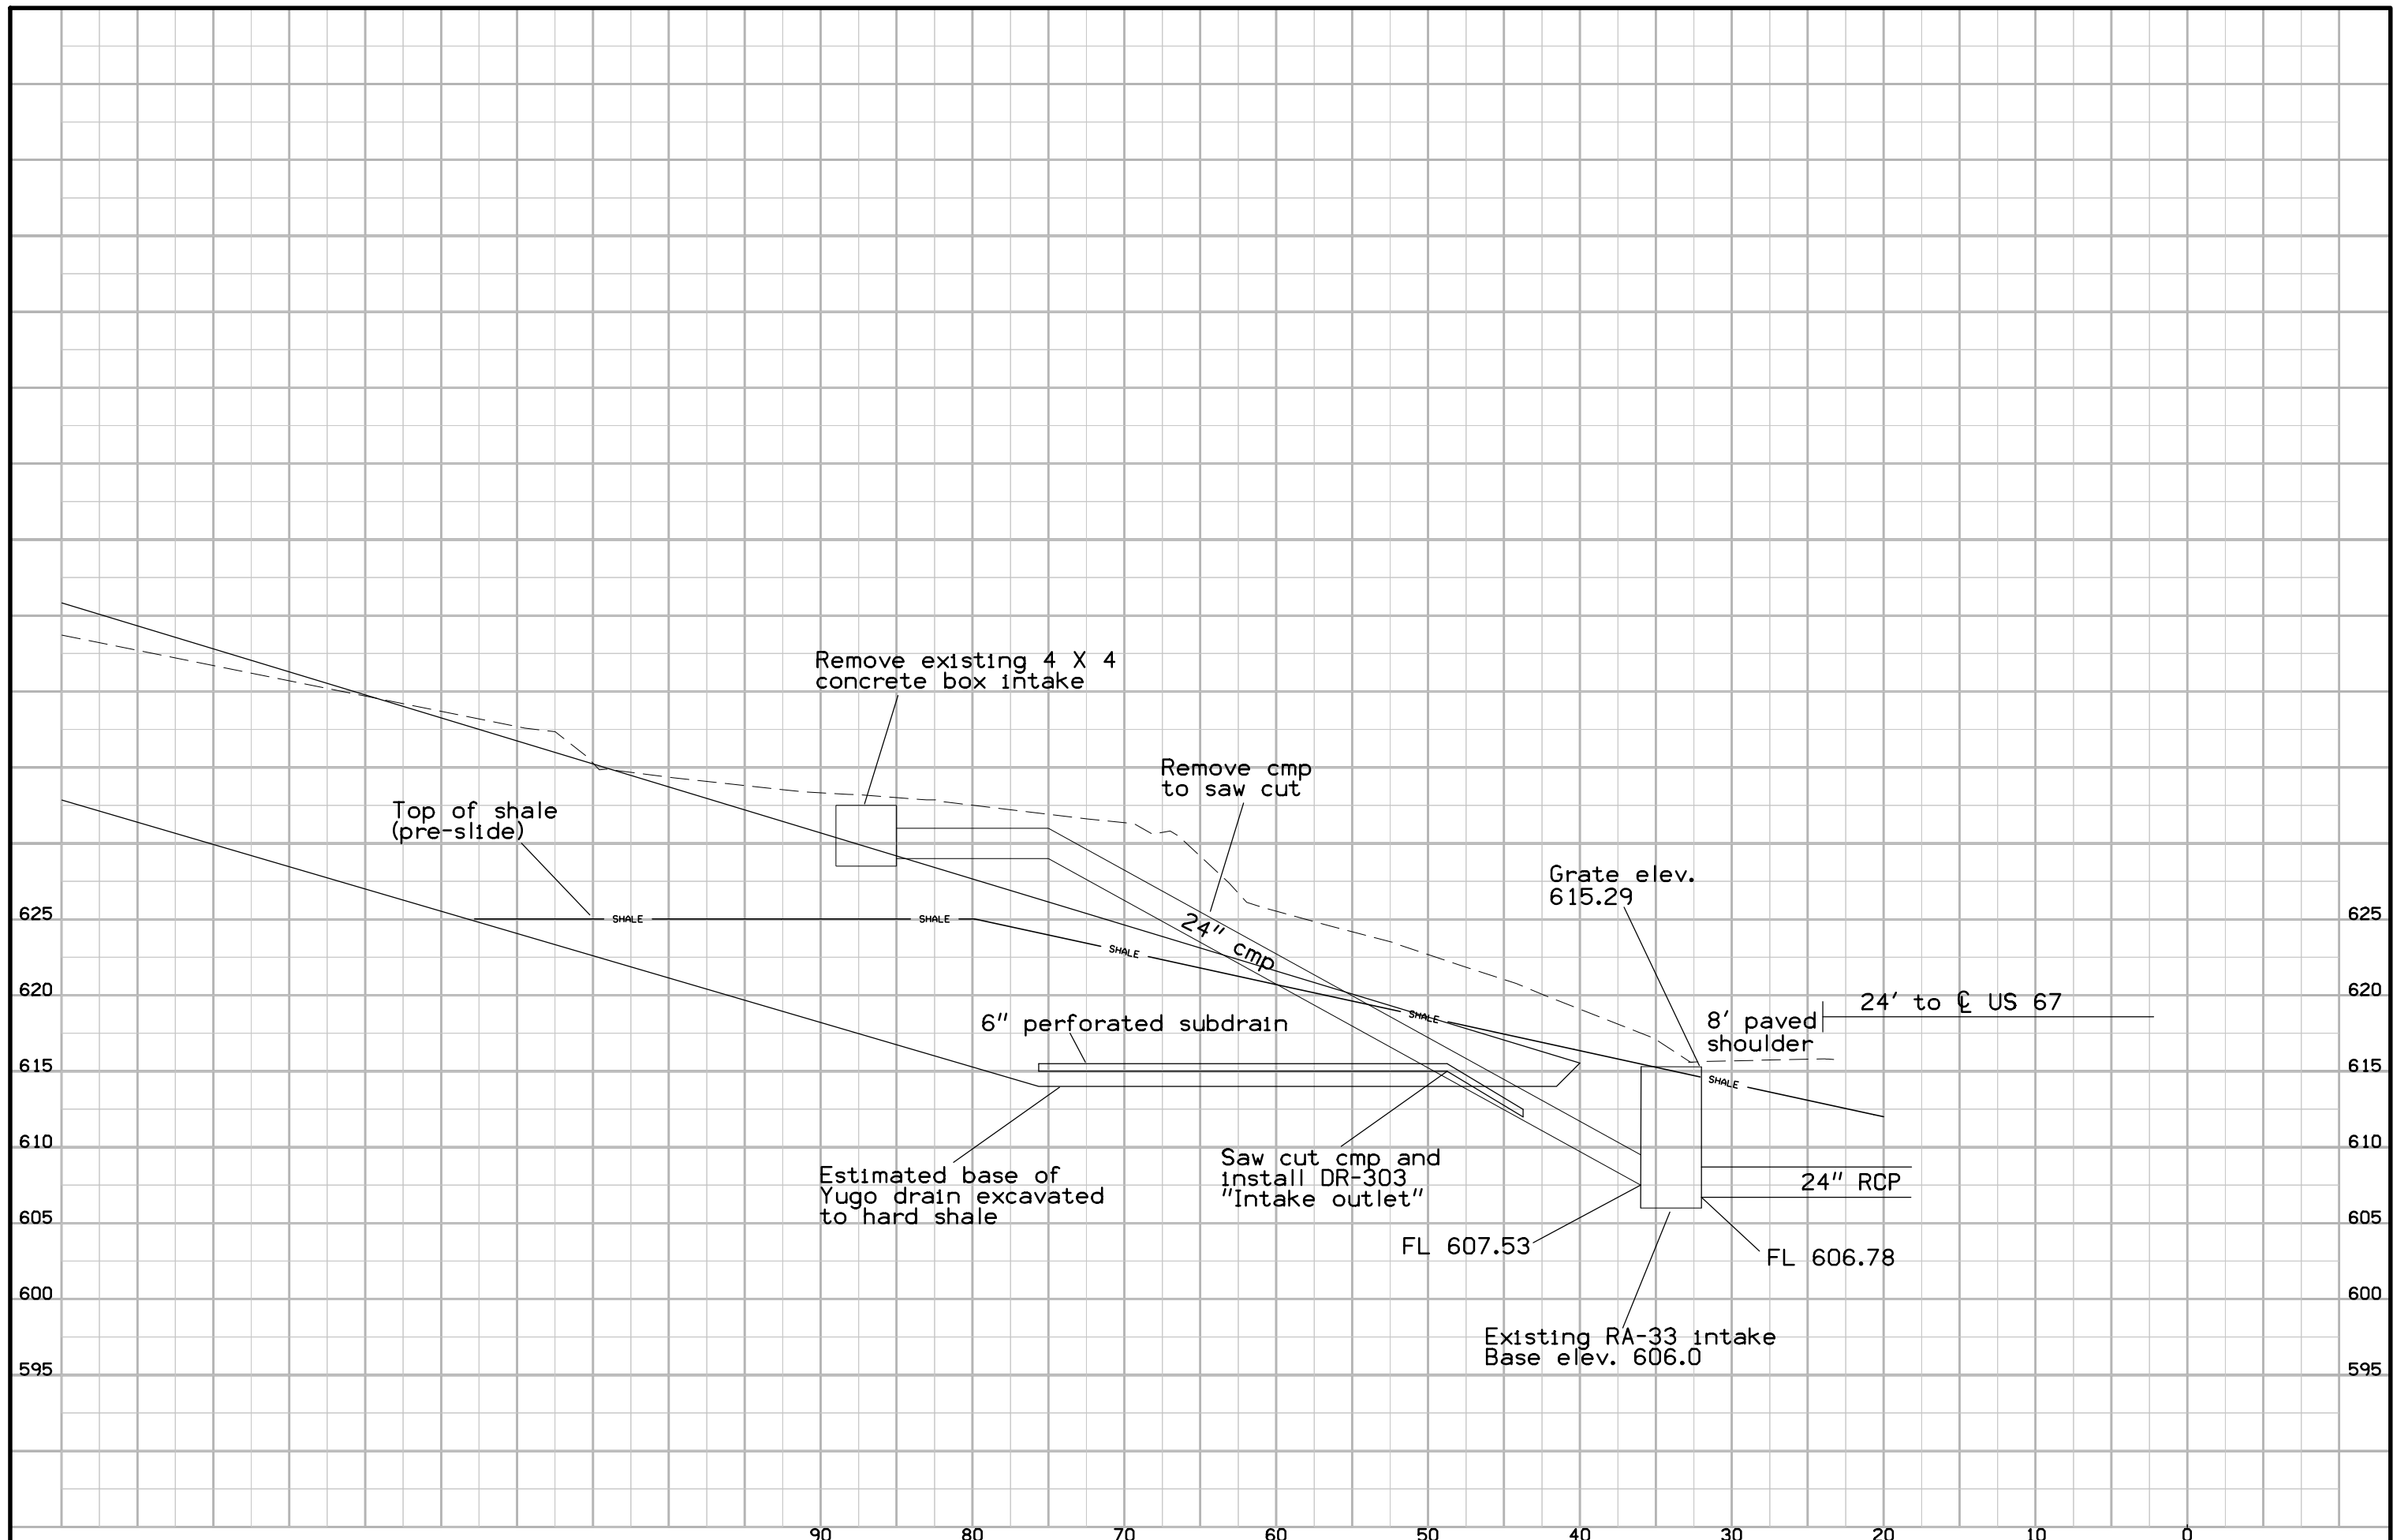 Remove existing 4 X 4
concrete box intake
Remove cmp
to saw cut
Top of shale
(pre-slide)
Grate elev.
615.29
625
SHALE
SHALE
24" cmp
625
SHALE
620
6" perforated subdrain
SHALE
8' paved
shoulder
24' to ℄ US 67
620
615
SHALE
615
610
Estimated base of
Yugo drain excavated
to hard shale
Saw cut cmp and
install DR-303
"Intake outlet"
24" RCP
610
605
FL 607.53
FL 606.78
605
600
600
Existing RA-33 intake
Base elev. 606.0
595
595
90 80 70 60 50 40 30 20 10 0